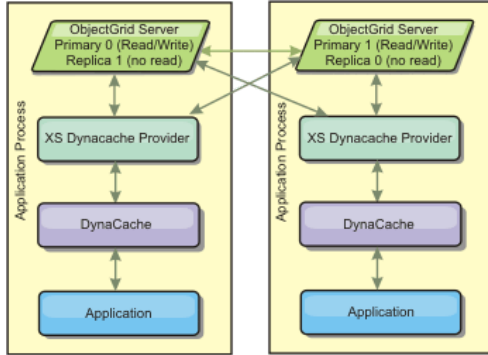 ObjectGrid Server
Primary 0 (Read/Write)
Replica 1 (no read)
XS Dynacache Provider
DynaCache
Application
Application Process
ObjectGrid Server
Primary 1 (Read/Write)
Replica 0 (no read)
XS Dynacache Provider
DynaCache
Application
Application Process